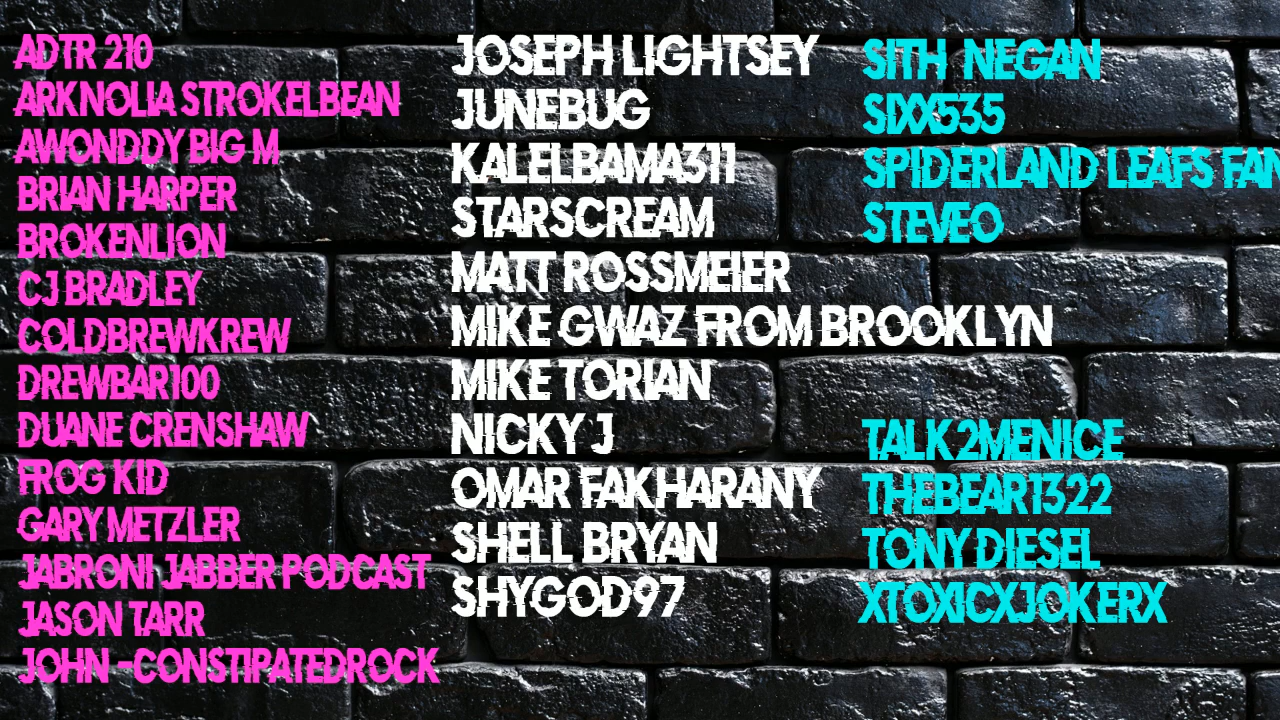 ADTR 210
ARKNOLIA STROKELBEAN
AWONDDY BIG M
BRIAN HARPER
BROKENLION
CJ BRADLEY
COLDBREWKREW
DREWBAR100
DUANE CRENSHAW
FROG KID
GARY METZLER
JABRONI JABBER PODCAST
JASON TARR
JOHN -CONSTIPATEDROCK
JOSEPH LIGHTSEY
JUNEBUG
KALELBAMA311
STARSCREAM
MATT ROSSMEIER
MIKE GWAZ FROM BROOKLYN
MIKE TORIAN
NICKY J
OMAR FAKHARANY
SHELL BRYAN
SHYGOD97
SITH NEGAN
SIXX535
SPIDERLAND LEAFS FAN
STEVEO
TALK2MENICE
THEBEAR1322
TONY DIESEL
XTOXICXJOKERX